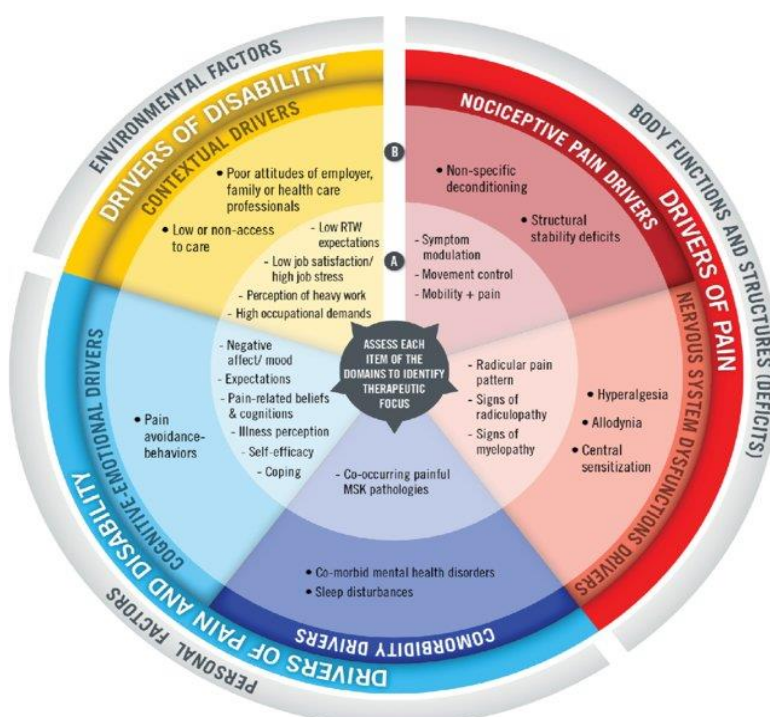 ENVIRONMENTAL FACTORS
DRIVERS OF DISABILITY
CONTEXTUAL DRIVERS
• Poor attitudes of employer,
family or health care
professionals
• Low or non-access
to care
- Low RTW
expectations
- Low job satisfaction/
high job stress
- Perception of heavy work
- High occupational demands
B
A
BODY FUNCTIONS AND STRUCTURES (DEFICITS)
DRIVERS OF PAIN
NOCICEPTIVE PAIN DRIVERS
• Non-specific
deconditioning
• Structural
stability deficits
- Symptom
modulation
- Movement control
- Mobility + pain
NERVOUS SYSTEM DYSFUNCTIONS DRIVERS
- Radicular pain
pattern
- Signs of
radiculopathy
- Signs of
myelopathy
• Hyperalgesia
• Allodynia
• Central
sensitization
ASSESS EACH
ITEM OF THE
DOMAINS TO IDENTIFY
THERAPEUTIC
FOCUS
PERSONAL FACTORS
DRIVERS OF PAIN AND DISABILITY
COGNITIVE-EMOTIONAL DRIVERS
- Negative
affect/ mood
- Expectations
- Pain-related beliefs
& cognitions
- Illness perception
- Self-efficacy
- Coping
• Pain
avoidance-
behaviors
- Co-occurring painful
MSK pathologies
• Co-morbid mental health disorders
• Sleep disturbances
COMORBIDITY DRIVERS